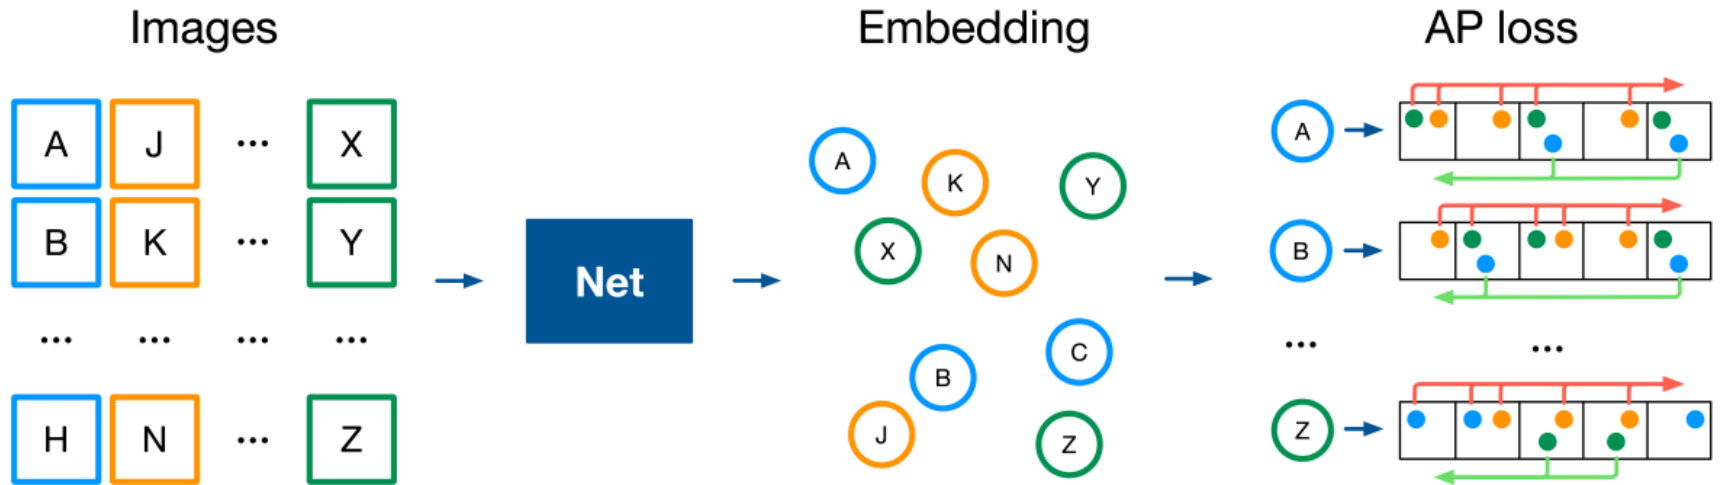 Images Embedding AP loss
A J ... X
B K ... Y
... ... ... ...
H N ... Z
Net
A K Y
X N
B C
J Z
A
B
... ...
Z